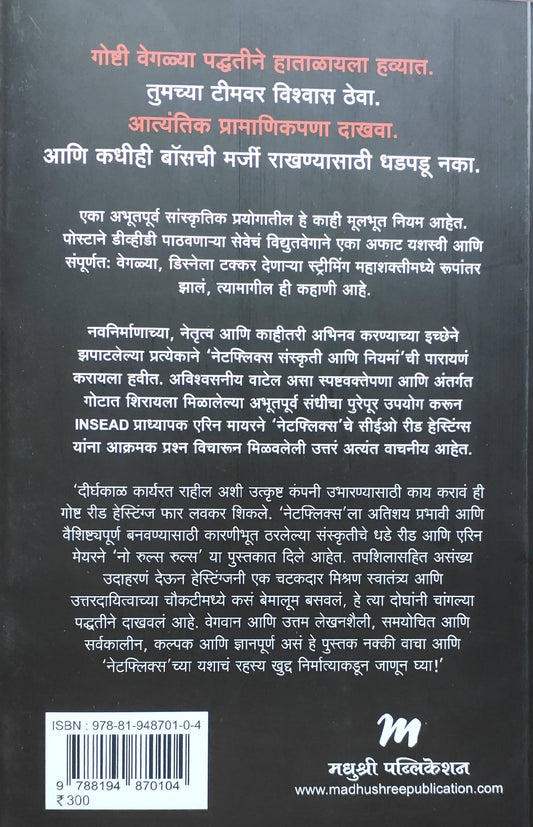 गोष्टी वेगळ्या पद्धतीने हाताळायला हव्यात.
तुमच्या टीमवर विश्वास ठेवा.
आत्यंतिक प्रामाणिकपणा दाखवा.
आणि कधीही बॉसची मर्जी राखण्यासाठी धडपडू नका.
एका अभूतपूर्व सांस्कृतिक प्रयोगातील हे काही मूलभूत नियम आहेत.
पोस्टाने डीव्हीडी पाठवणाऱ्या सेवेचं विद्युतवेगाने एका अफाट यशस्वी आणि
संपूर्णत: वेगळ्या, डिस्नेला टक्कर देणाऱ्या स्ट्रीमिंग महाशक्तीमध्ये रूपांतर
झालं, त्यामागील ही कहाणी आहे.
नवनिर्माणाच्या, नेतृत्व आणि काहीतरी अभिनव करण्याच्या इच्छेने
झपाटलेल्या प्रत्येकाने ‘नेटफ्लिक्स संस्कृती आणि नियमां’ची पारायणं
करायला हवीत. अविश्वसनीय वाटेल असा स्पष्टवक्तेपणा आणि अंतर्गत
गोटात शिरायला मिळालेल्या अभूतपूर्व संधीचा पुरेपूर उपयोग करून
INSEAD प्राध्यापक एरिन मायरने ‘नेटफ्लिक्स’चे सीईओ रीड हेस्टिंग्स
यांना आक्रमक प्रश्न विचारून मिळवलेली उत्तरं अत्यंत वाचनीय आहेत.
‘दीर्घकाळ कार्यरत राहील अशी उत्कृष्ट कंपनी उभारण्यासाठी काय करावं ही
गोष्ट रीड हेस्टिंग्ज फार लवकर शिकले. ‘नेटफ्लिक्स’ला अतिशय प्रभावी आणि
वैशिष्ट्यपूर्ण बनवण्यासाठी कारणीभूत ठरलेल्या संस्कृतीचे धडे रीड आणि एरिन
मेयरने ‘नो रुल्स रुल्स’ या पुस्तकात दिले आहेत. तपशिलासहित असंख्य
उदाहरणं देऊन हेस्टिंग्जनी एक चटकदार मिश्रण स्वातंत्र्य आणि
उत्तरदायित्वाच्या चौकटीमध्ये कसं बेमालूम बसवलं, हे त्या दोघांनी चांगल्या
पद्धतीने दाखवलं आहे. वेगवान आणि उत्तम लेखनशैली, समयोचित आणि
सर्वकालीन, कल्पक आणि ज्ञानपूर्ण असं हे पुस्तक नक्की वाचा आणि
‘नेटफ्लिक्स’च्या यशाचं रहस्य खुद्द निर्मात्याकडून जाणून घ्या!’
ISBN : 978-81-948701-0-4
9 788194 870104
₹ 300
m
मधुश्री पब्लिकेशन
www.madhushreepublication.com